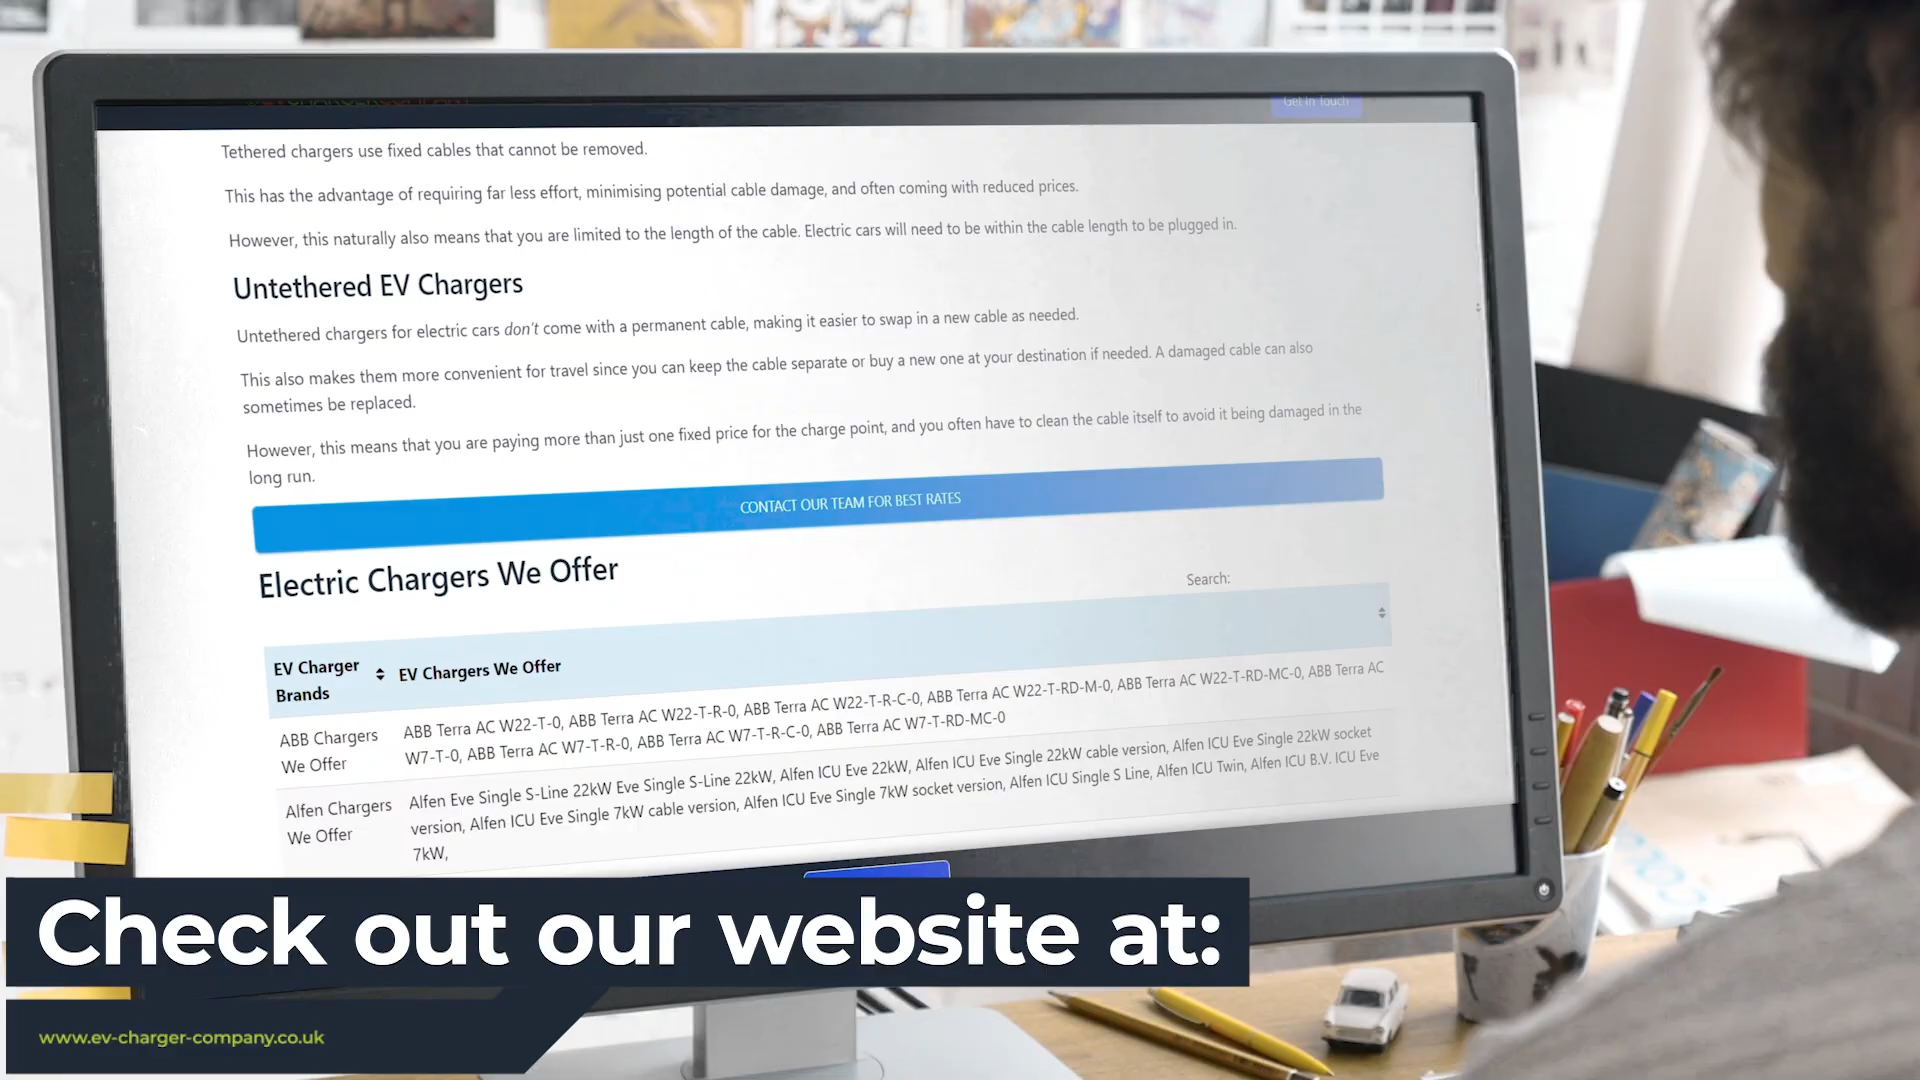 Get In Touch
Tethered chargers use fixed cables that cannot be removed.
This has the advantage of requiring far less effort, minimising potential cable damage, and often coming with reduced prices.
However, this naturally also means that you are limited to the length of the cable. Electric cars will need to be within the cable length to be plugged in.
Untethered EV Chargers
Untethered chargers for electric cars don't come with a permanent cable, making it easier to swap in a new cable as needed.
This also makes them more convenient for travel since you can keep the cable separate or buy a new one at your destination if needed. A damaged cable can also
sometimes be replaced.
However, this means that you are paying more than just one fixed price for the charge point, and you often have to clean the cable itself to avoid it being damaged in the
long run.
CONTACT OUR TEAM FOR BEST RATES
Electric Chargers We Offer
Search:
EV Charger
Brands
EV Chargers We Offer
ABB Chargers
We Offer
ABB Terra AC W22-T-0, ABB Terra AC W22-T-R-0, ABB Terra AC W22-T-R-C-0, ABB Terra AC W22-T-RD-M-0, ABB Terra AC W22-T-RD-MC-0, ABB Terra AC
W7-T-0, ABB Terra AC W7-T-R-0, ABB Terra AC W7-T-R-C-0, ABB Terra AC W7-T-RD-MC-0
Alfen Chargers
We Offer
Alfen Eve Single S-Line 22kW Eve Single S-Line 22kW, Alfen ICU Eve 22kW, Alfen ICU Eve Single 22kW cable version, Alfen ICU Eve Single 22kW socket
version, Alfen ICU Eve Single 7kW cable version, Alfen ICU Eve Single 7kW socket version, Alfen ICU Single S Line, Alfen ICU Twin, Alfen ICU B.V. ICU Eve
7kW,
Check out our website at:
www.ev-charger-company.co.uk